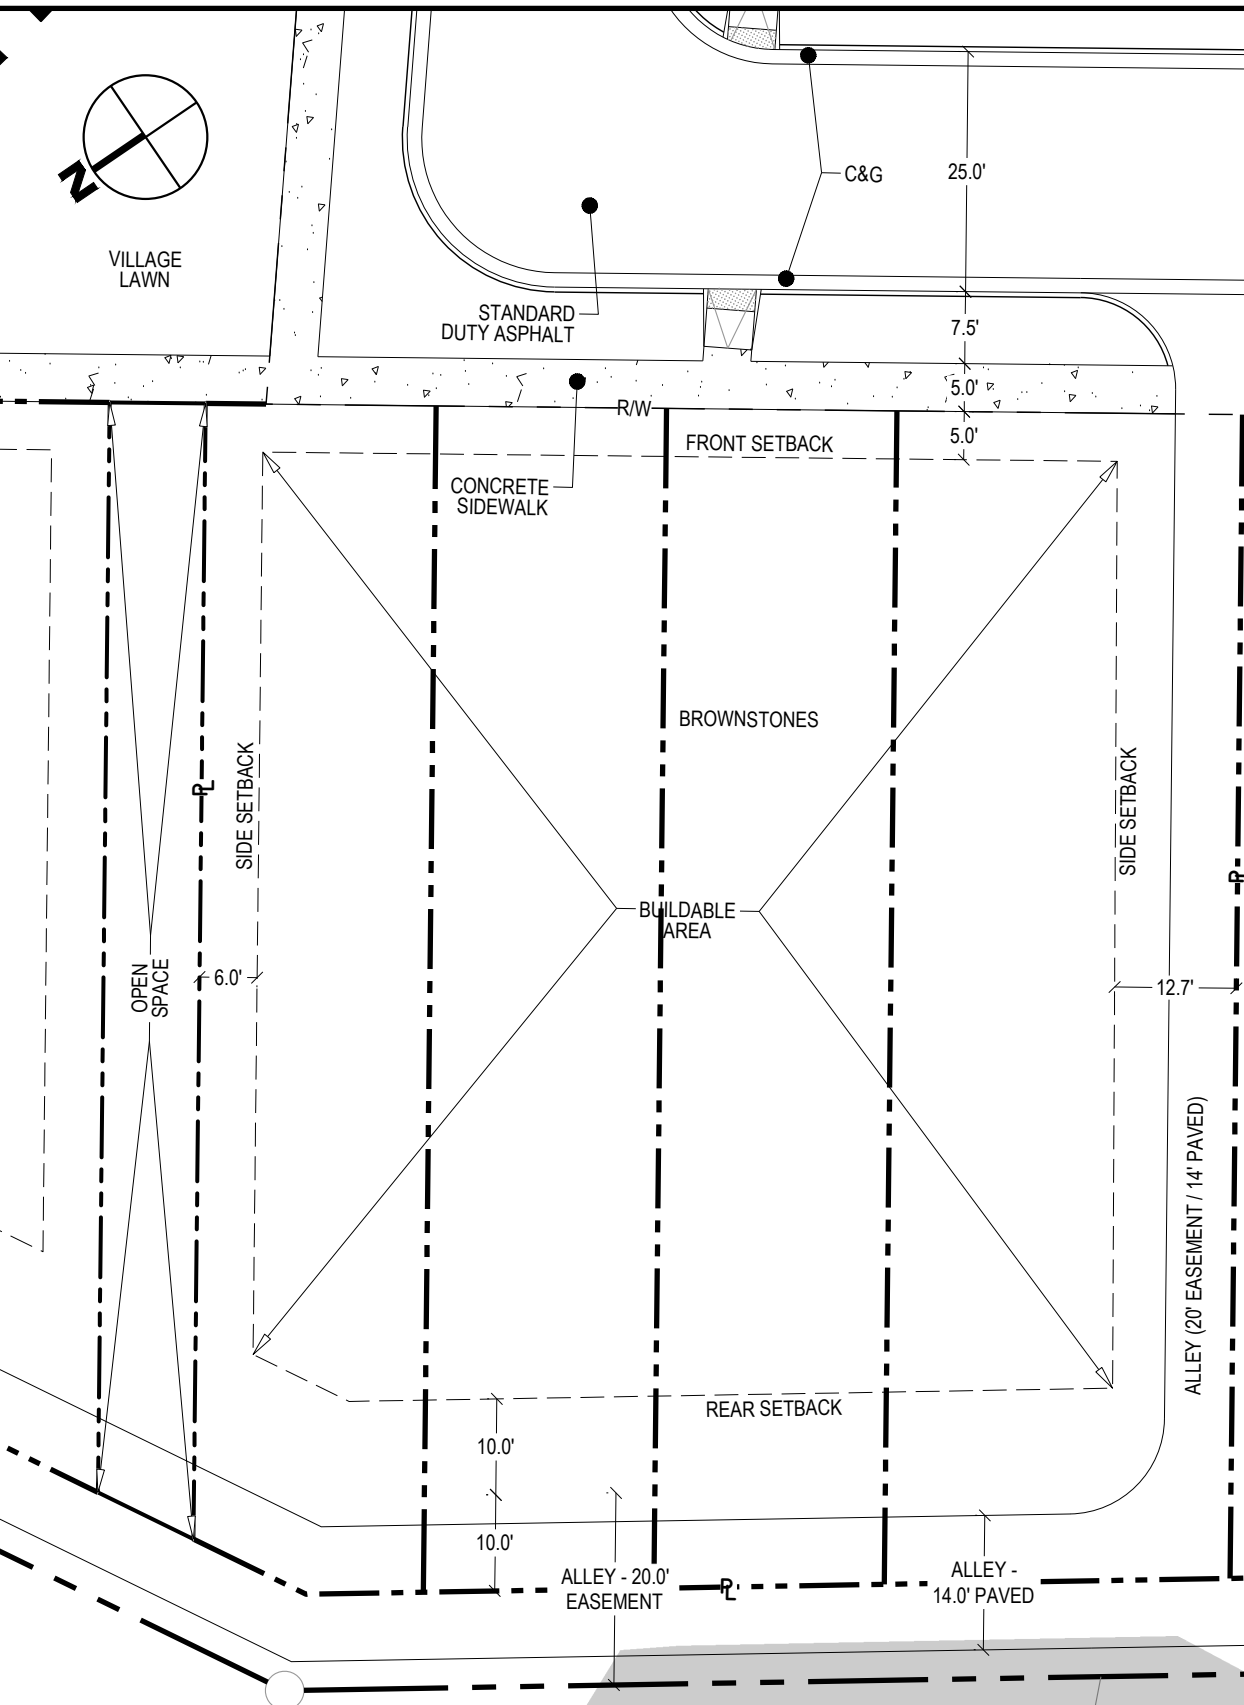 N
VILLAGE
LAWN
C&G
25.0'
STANDARD
DUTY ASPHALT
7.5'
5.0'
R/W
5.0'
FRONT SETBACK
CONCRETE
SIDEWALK
BROWNSTONES
SIDE SETBACK
PL
SIDE SETBACK
PL
BUILDABLE
AREA
OPEN
SPACE
6.0'
12.7'
ALLEY (20' EASEMENT / 14' PAVED)
REAR SETBACK
10.0'
10.0'
ALLEY - 20.0'
EASEMENT
PL
ALLEY -
14.0' PAVED